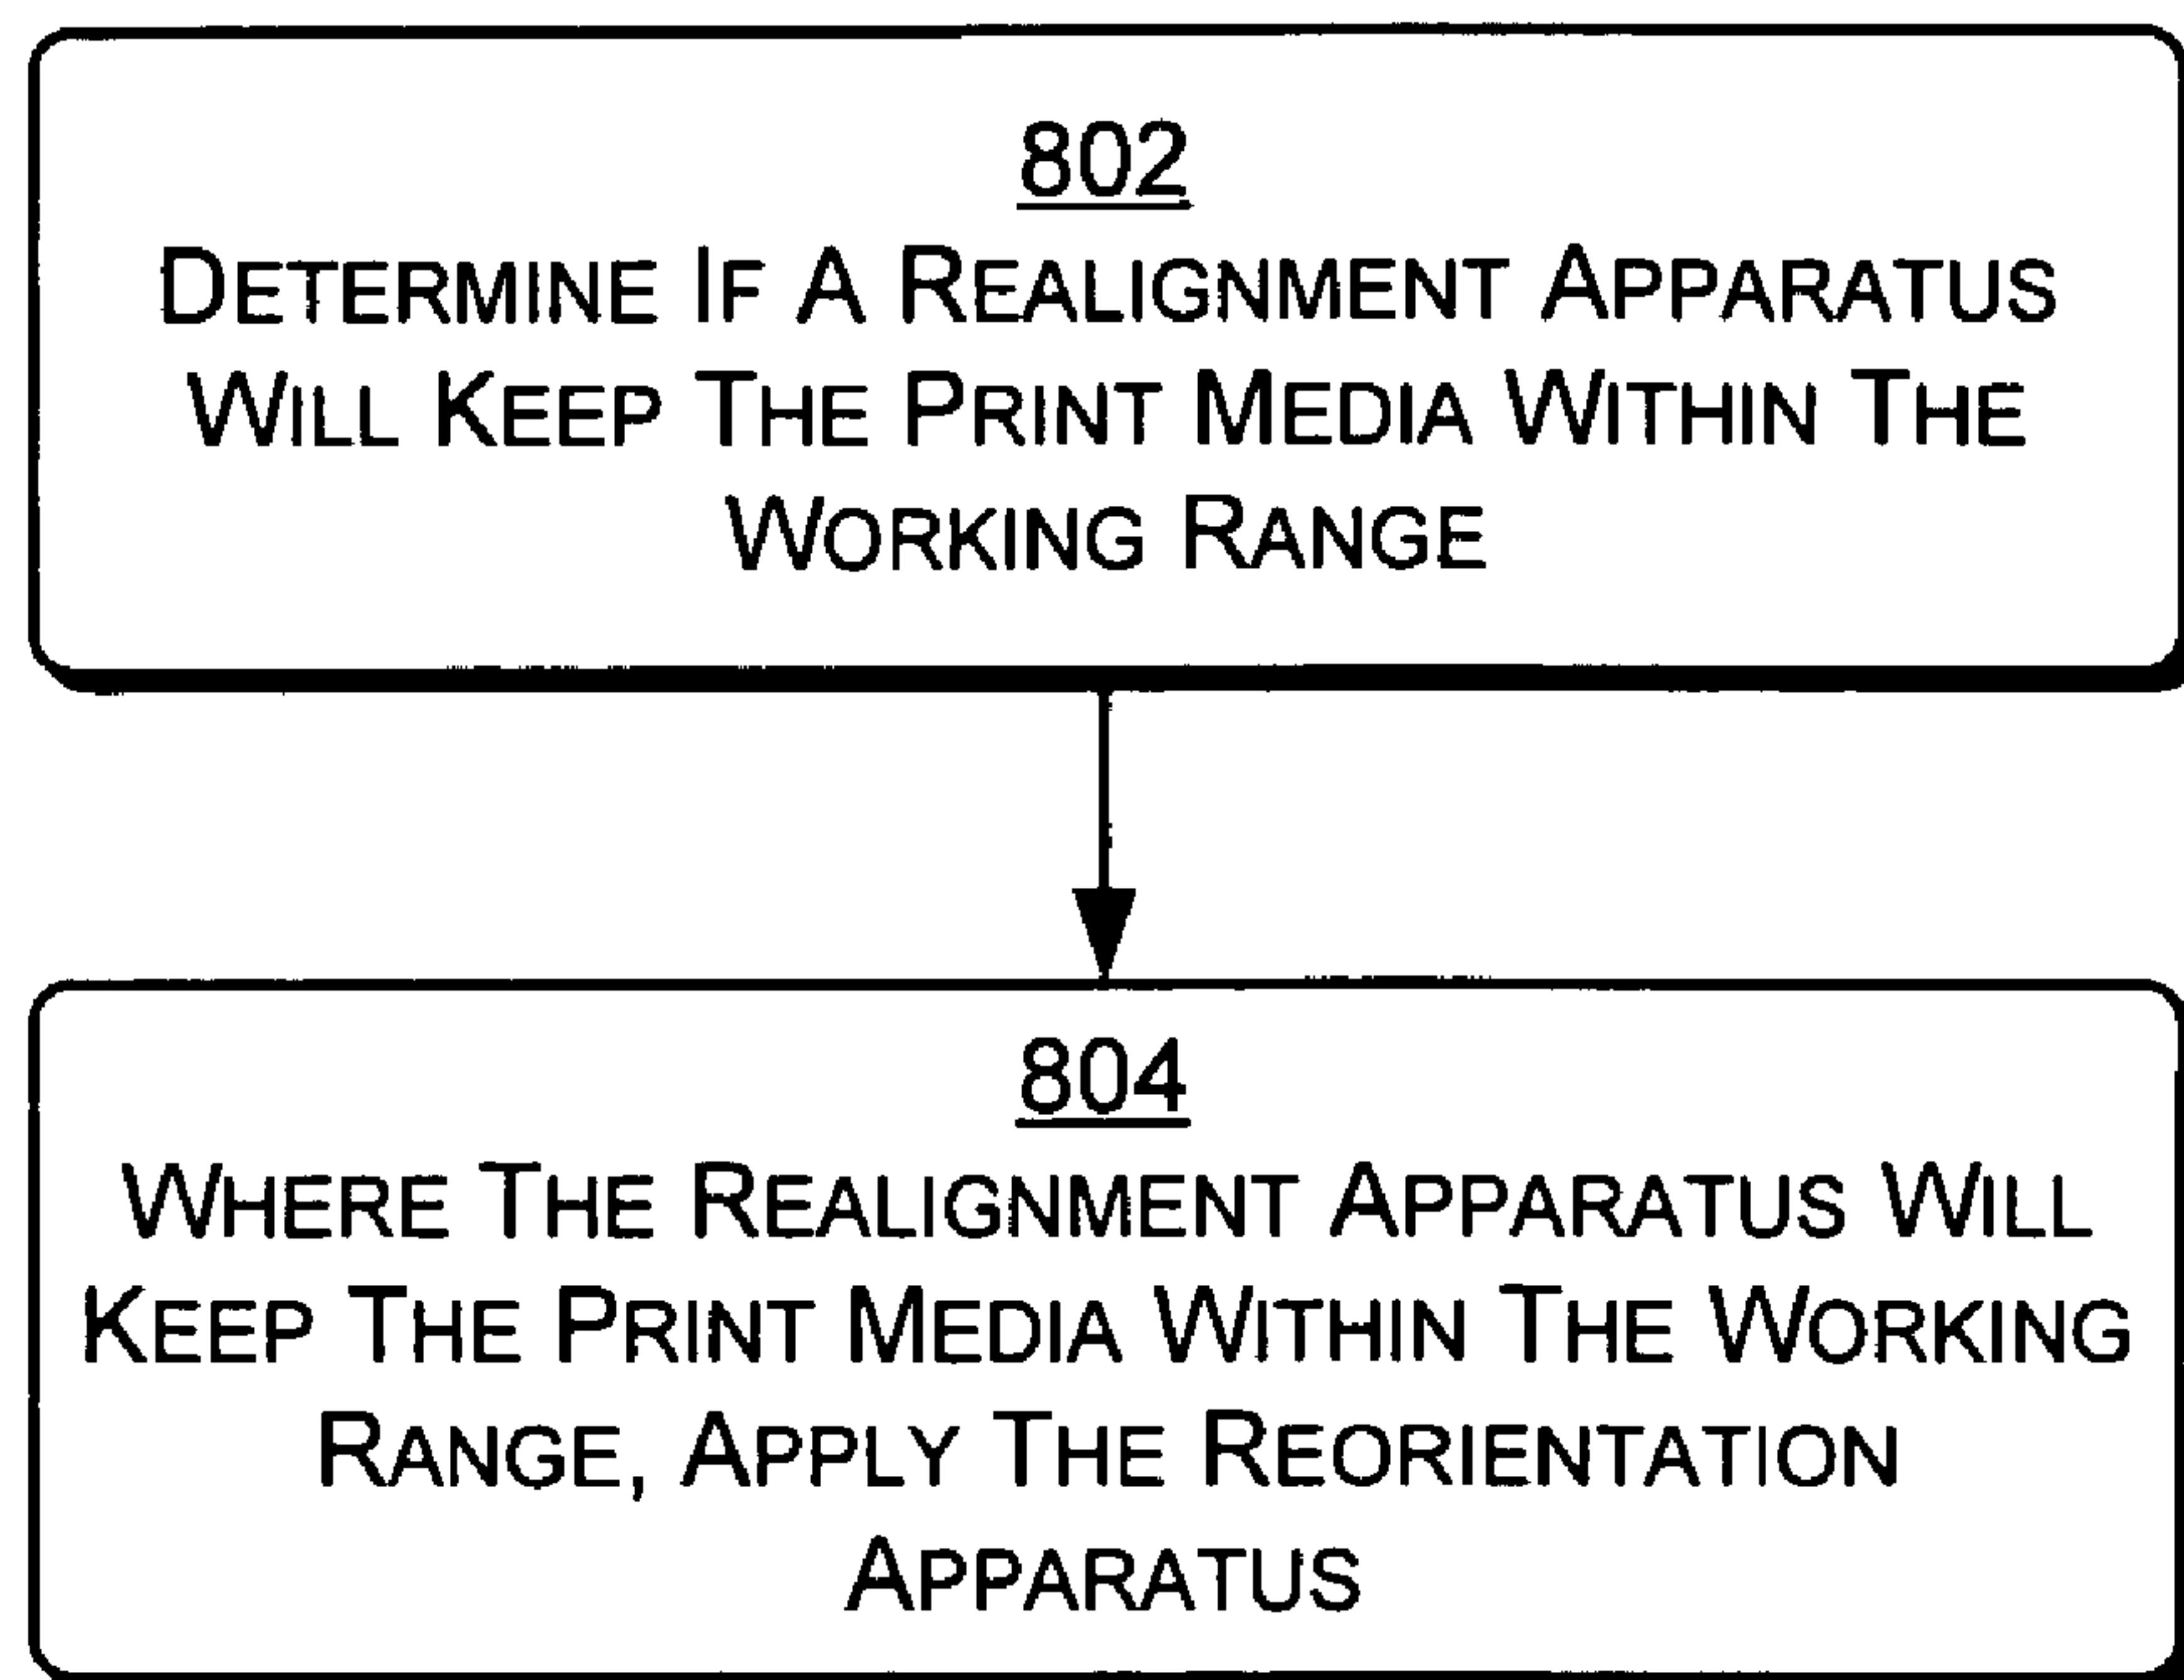 802
DETERMINE IF A REALIGNMENT APPARATUS
WILL KEEP THE PRINT MEDIA WITHIN THE
WORKING RANGE
804
WHERE THE REALIGNMENT APPARATUS WILL
KEEP THE PRINT MEDIA WITHIN THE WORKING
RANGE, APPLY THE REORIENTATION
APPARATUS